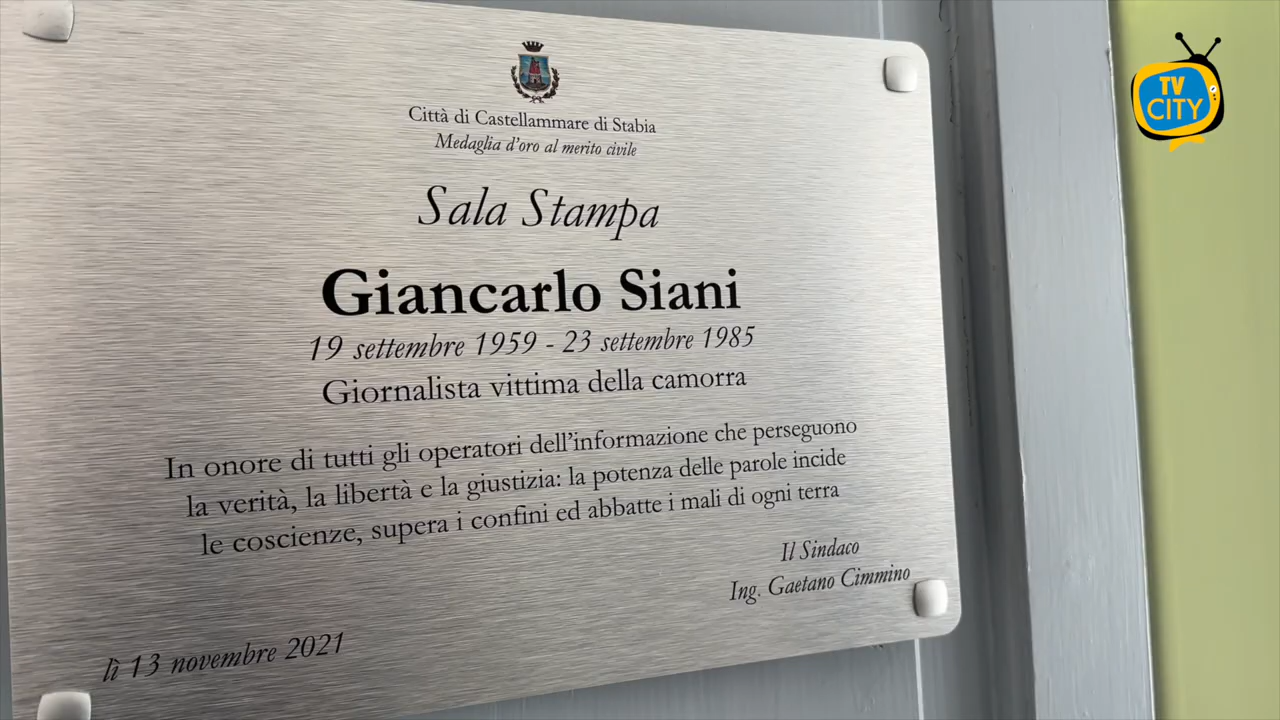 Città di Castellammare di Stabia
Medaglia d'oro al merito civile
Sala Stampa
Giancarlo Siani
19 settembre 1959 - 23 settembre 1985
Giornalista vittima della camorra
In onore di tutti gli operatori dell'informazione che perseguono
la verità, la libertà e la giustizia: la potenza delle parole incide
le coscienze, supera i confini ed abbatte i mali di ogni terra
Il Sindaco
Ing. Gaetano Cimmino
lì 13 novembre 2021
TV
CITY